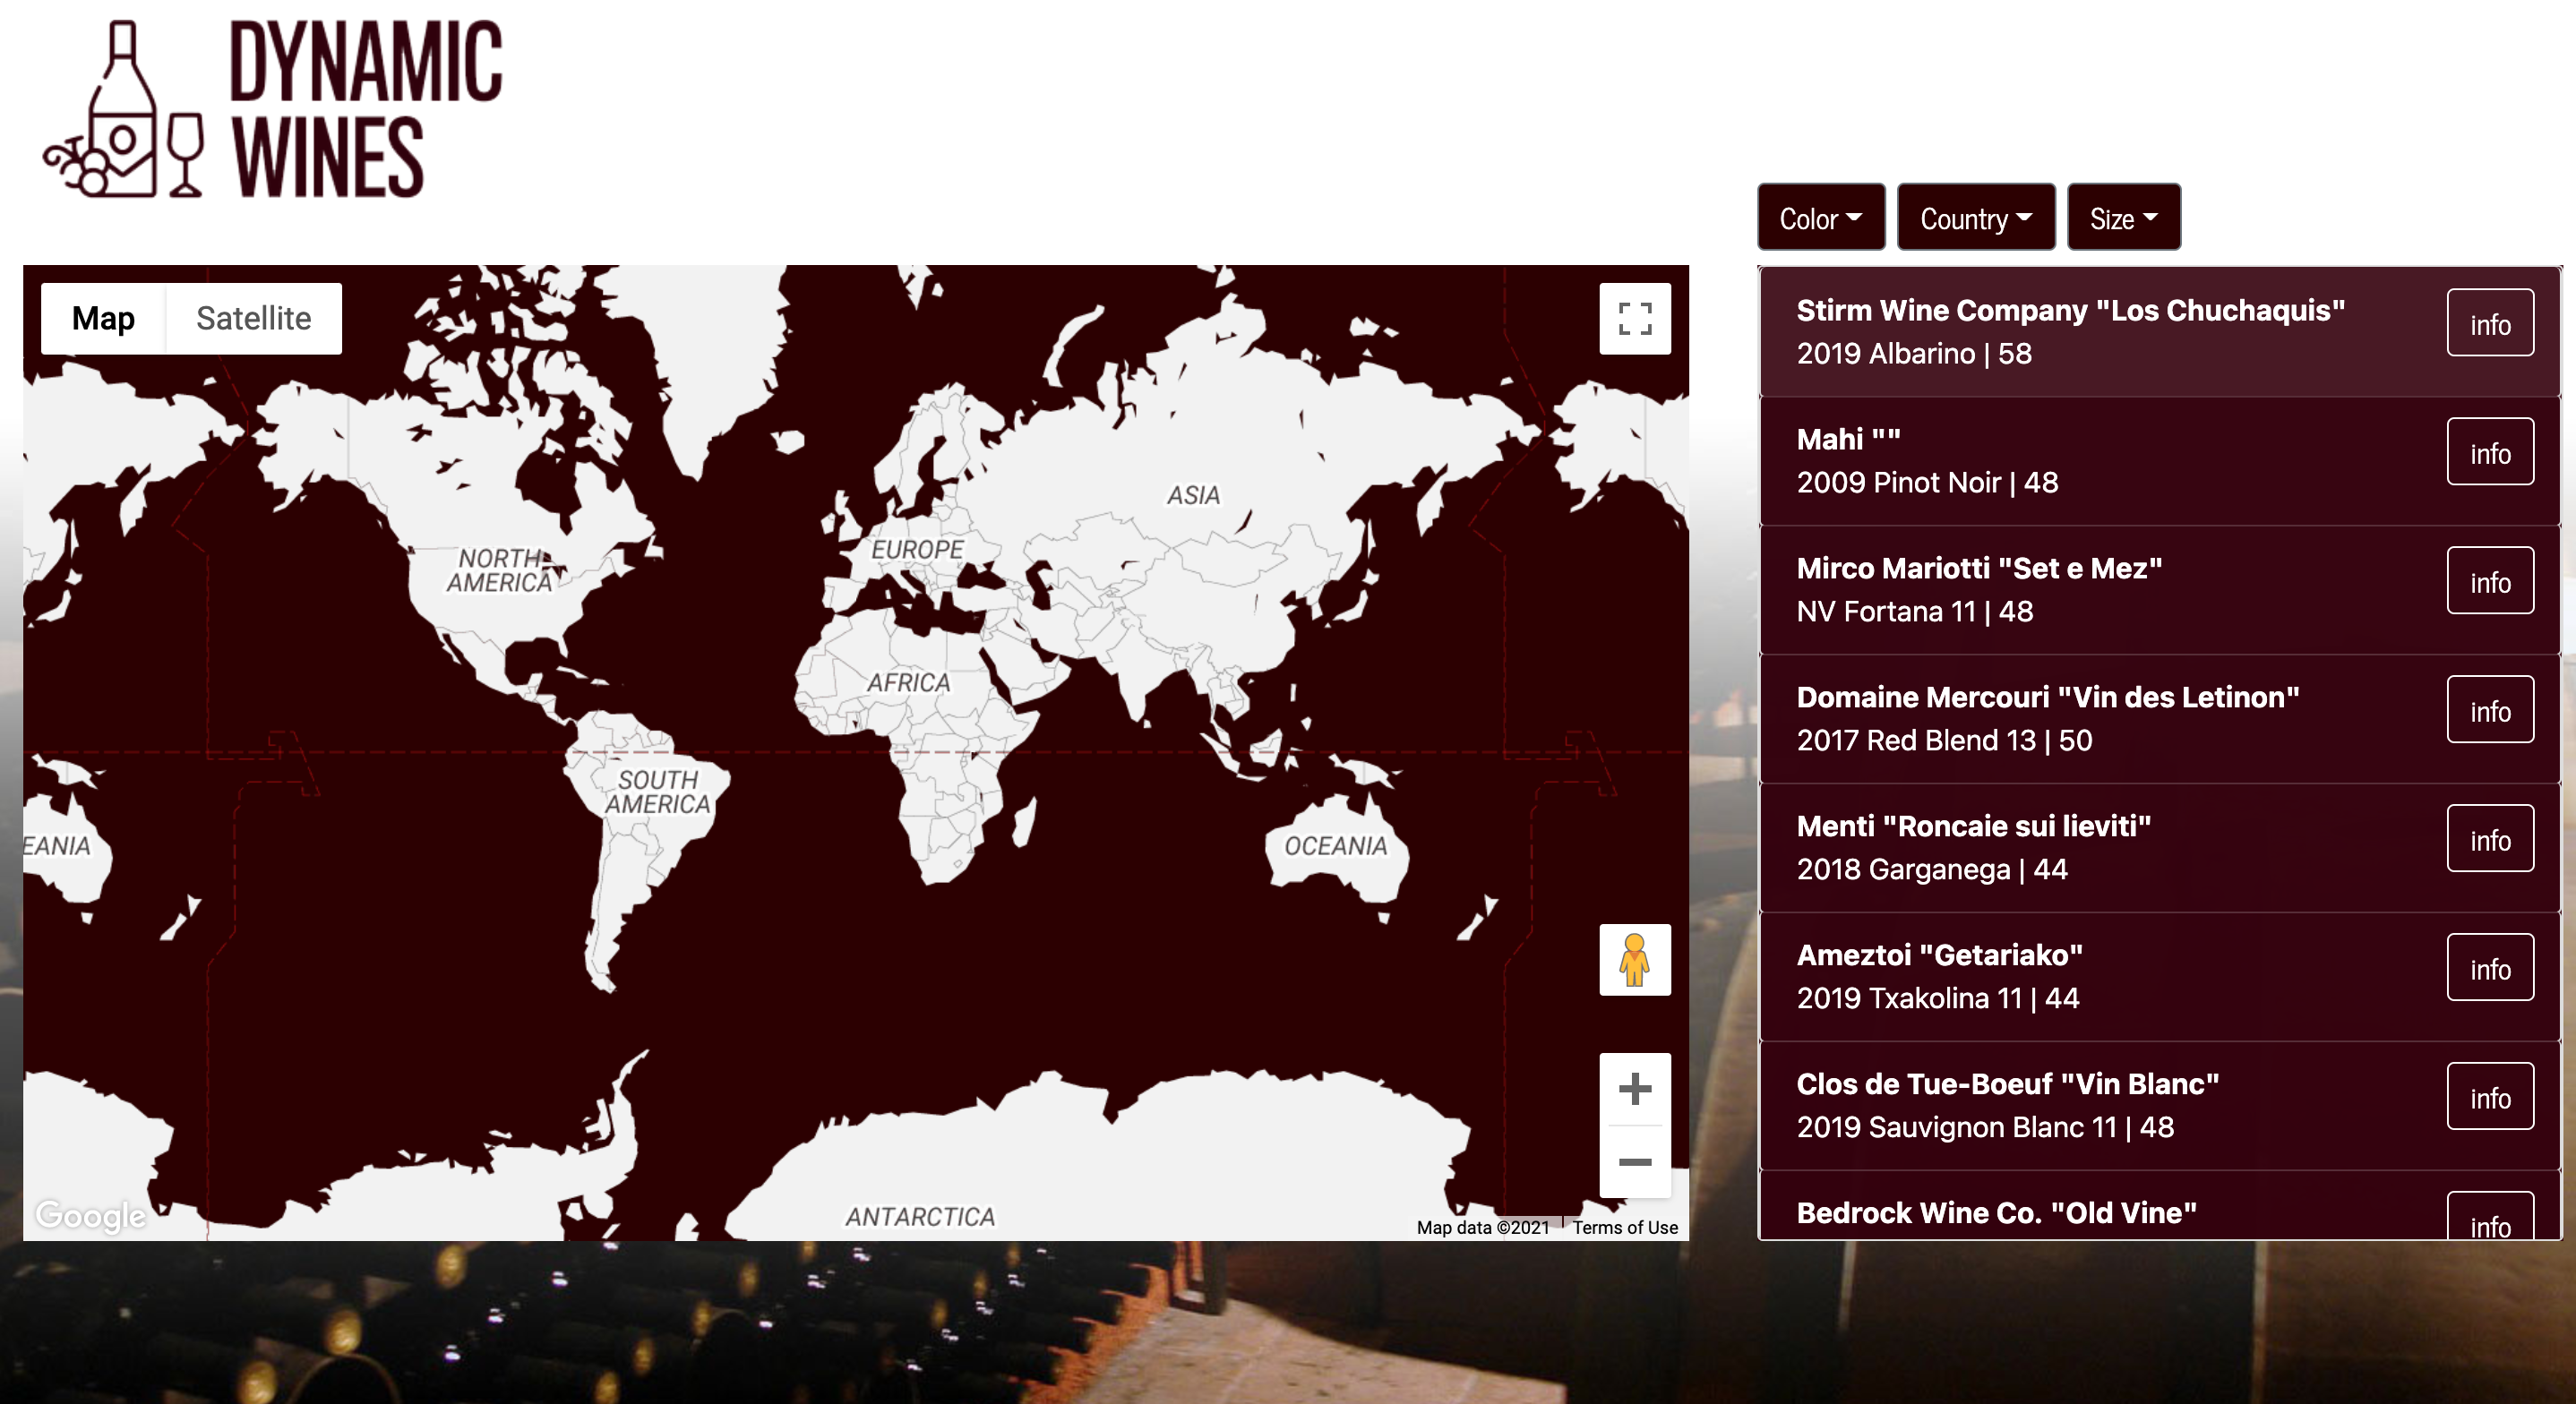 DYNAMIC
WINES
Color
Country
Size
Map
Satellite
NORTH
AMERICA
EUROPE
ASIA
AFRICA
SOUTH
AMERICA
EANIA
OCEANIA
ANTARCTICA
Google
Map data ©2021
Terms of Use
Stirm Wine Company "Los Chuchaquis"
2019 Albarino | 58
info
Mahi ""
2009 Pinot Noir | 48
info
Mirco Mariotti "Set e Mez"
NV Fortana 11 | 48
info
Domaine Mercouri "Vin des Letinon"
2017 Red Blend 13 | 50
info
Menti "Roncaie sui lieviti"
2018 Garganega | 44
info
Ameztoi "Getariako"
2019 Txakolina 11 | 44
info
Clos de Tue-Boeuf "Vin Blanc"
2019 Sauvignon Blanc 11 | 48
info
Bedrock Wine Co. "Old Vine"
info